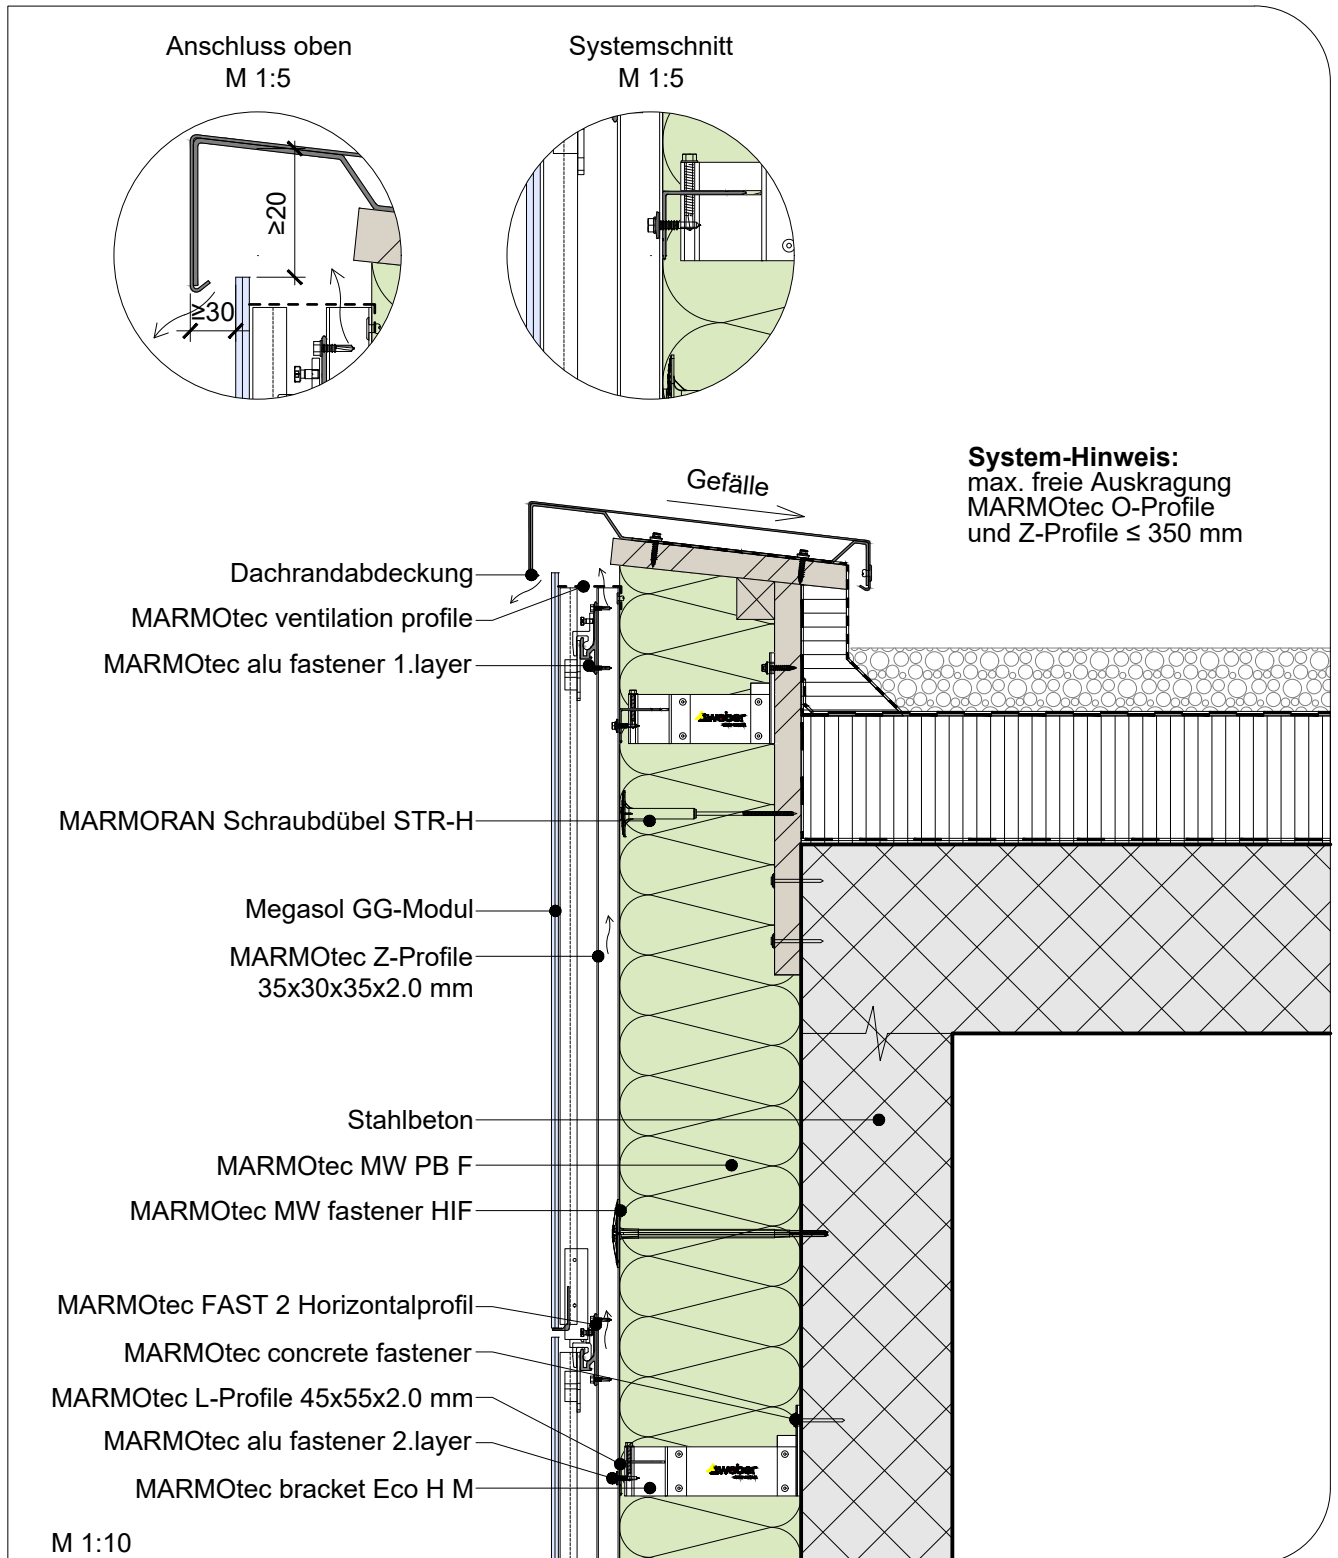 Anschluss oben
M 1:5
Systemschnitt
M 1:5
≥20
≥30
System-Hinweis:
max. freie Auskragung
MARMOtec O-Profile
und Z-Profile ≤ 350 mm
Gefälle
Dachrandabdeckung
MARMOtec ventilation profile
MARMOtec alu fastener 1.layer
weber
MARMORAN Schraubdübel STR-H
Megasol GG-Modul
MARMOtec Z-Profile
35x30x35x2.0 mm
Stahlbeton
MARMOtec MW PB F
MARMOtec MW fastener HIF
MARMOtec FAST 2 Horizontalprofil
MARMOtec concrete fastener
MARMOtec L-Profile 45x55x2.0 mm
MARMOtec alu fastener 2.layer
weber
MARMOtec bracket Eco H M
M 1:10